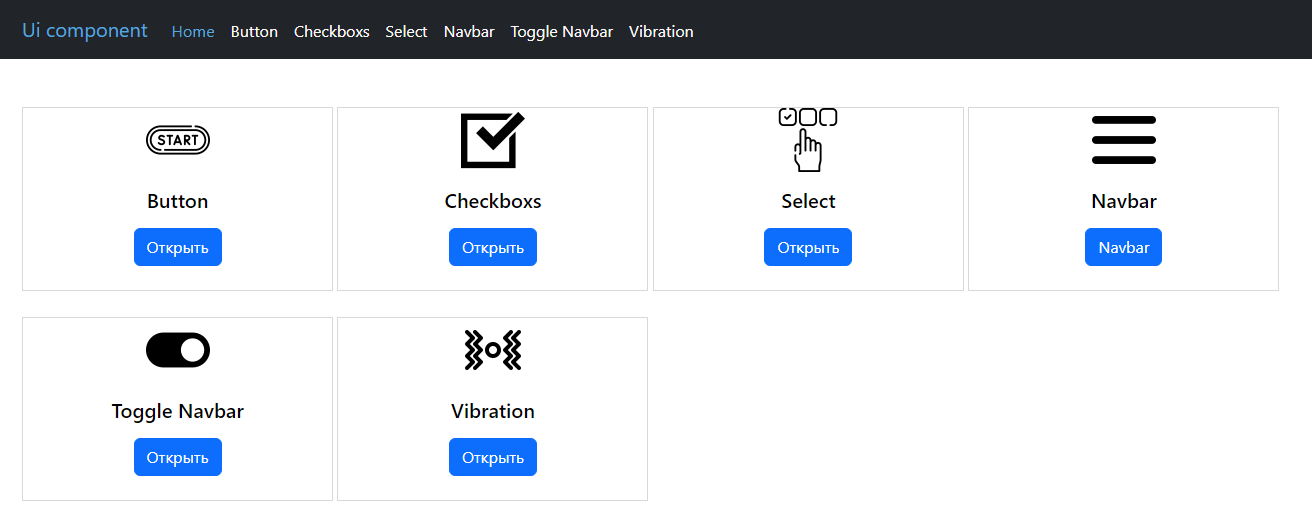 Ui component Home Button Checkboxs Select Navbar Toggle Navbar Vibration
START
Button
Открыть
Checkboxs
Открыть
Select
Открыть
Navbar
Navbar
Toggle Navbar
Открыть
Vibration
Открыть